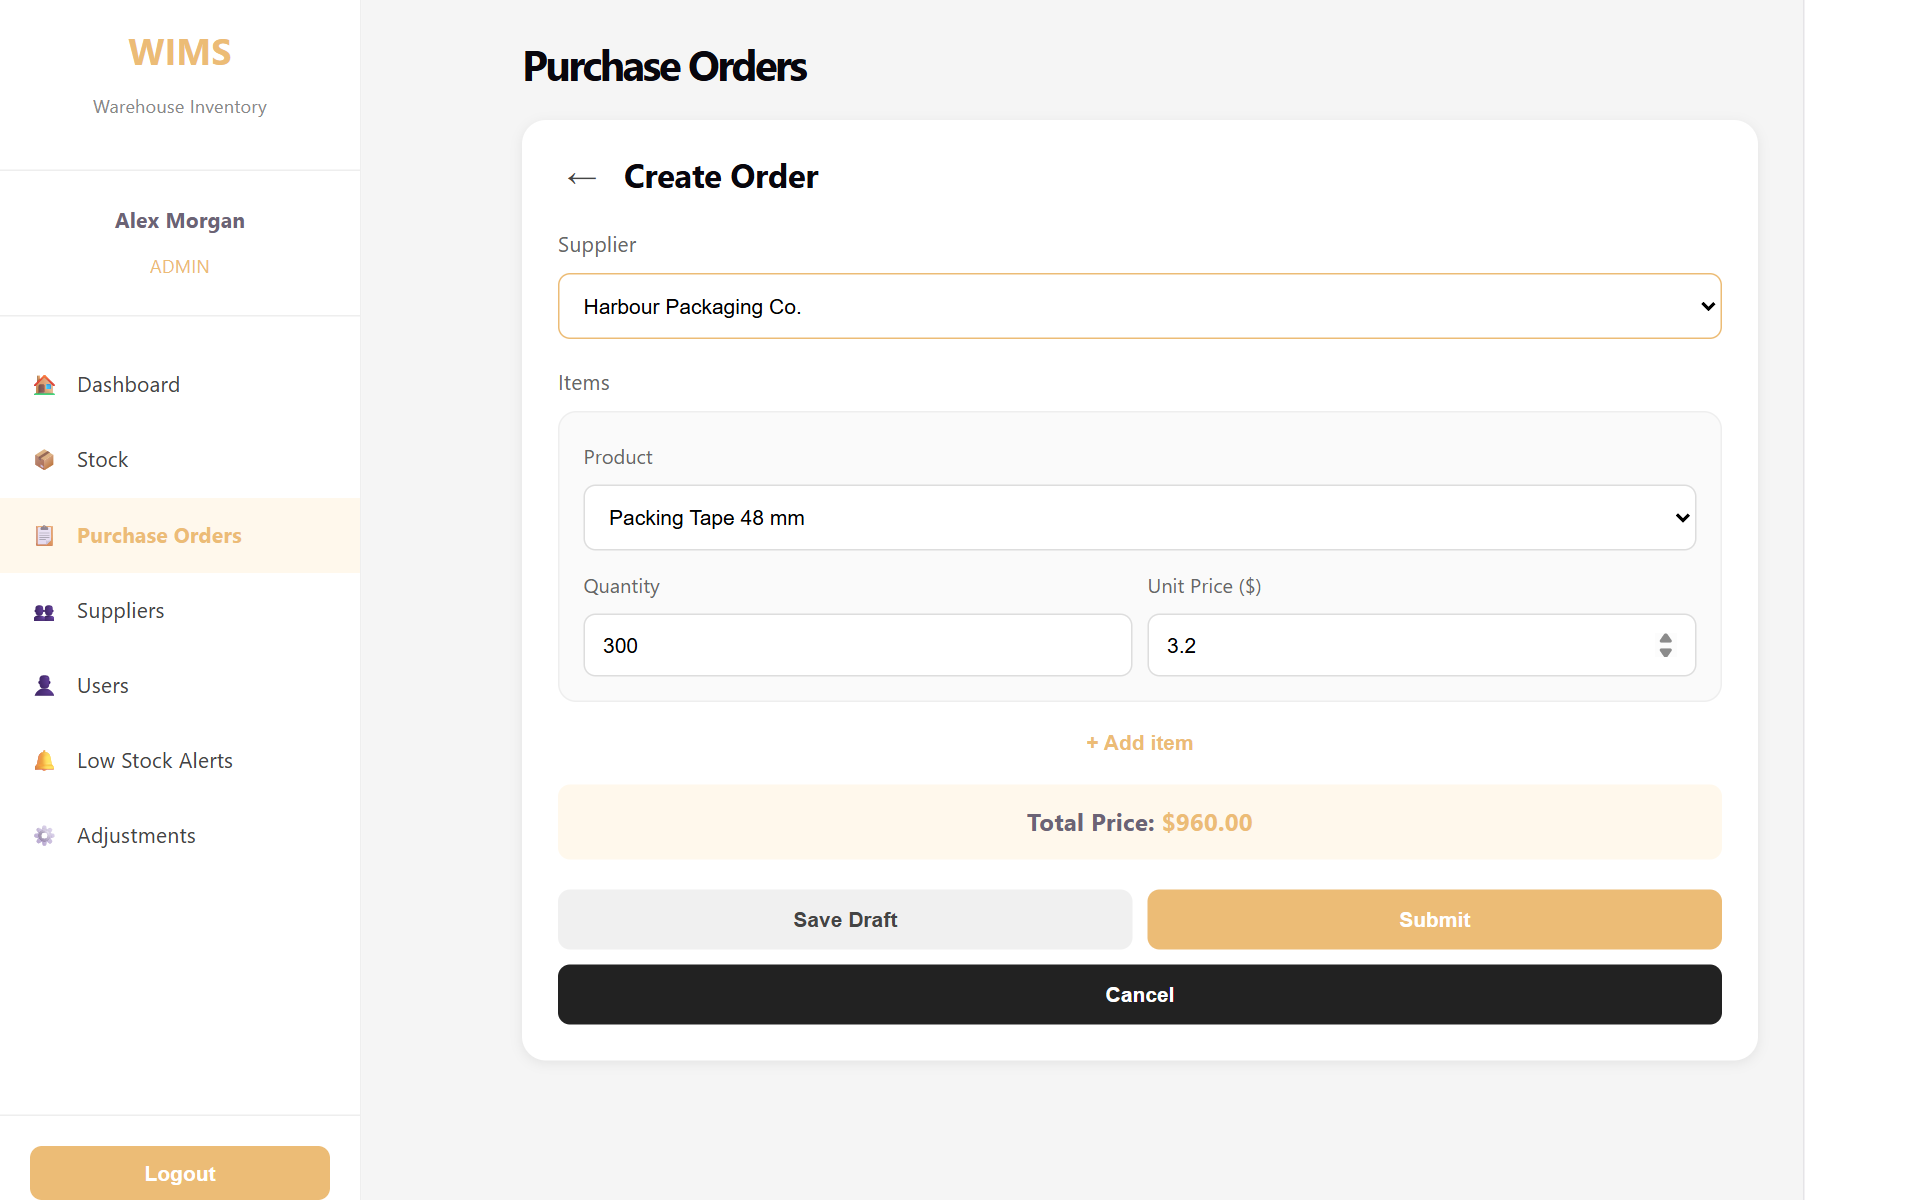 WIMS
Warehouse Inventory
Alex Morgan
ADMIN
Dashboard
Stock
Purchase Orders
Suppliers
Users
Low Stock Alerts
Adjustments
Logout
Purchase Orders
← Create Order
Supplier
Harbour Packaging Co.
Items
Product
Packing Tape 48 mm
Quantity
Unit Price ($)
300
3.2
+ Add item
Total Price: $960.00
Save Draft
Submit
Cancel